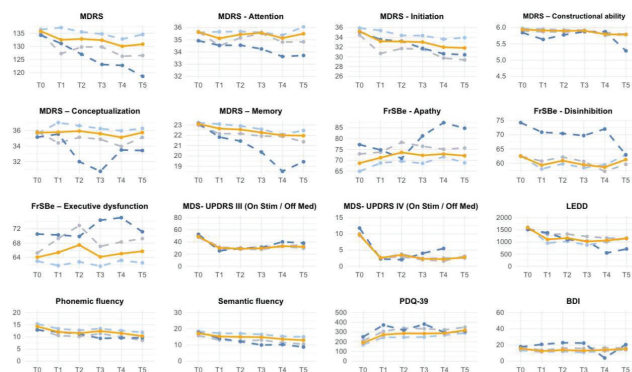 MDRS
135
130
125
120
T0 T1 T2 T3 T4 T5
MDRS - Attention
36
35
34
33
32
T0 T1 T2 T3 T4 T5
MDRS - Initiation
36
34
32
30
28
26
T0 T1 T2 T3 T4 T5
MDRS – Constructional ability
6.0
5.5
5.0
4.5
T0 T1 T2 T3 T4 T5
MDRS – Conceptualization
36
34
32
T0 T1 T2 T3 T4 T5
MDRS – Memory
23
22
21
20
19
T0 T1 T2 T3 T4 T5
FrSBe - Apathy
85
80
75
70
65
T0 T1 T2 T3 T4 T5
FrSBe - Disinhibition
75
70
65
60
T0 T1 T2 T3 T4 T5
FrSBe – Executive dysfunction
72
68
64
T0 T1 T2 T3 T4 T5
MDS- UPDRS III (On Stim / Off Med)
80
60
40
20
0
T0 T1 T2 T3 T4 T5
MDS- UPDRS IV (On Stim / Off Med)
15
10
5
0
T0 T1 T2 T3 T4 T5
LEDD
2000
1500
1000
500
0
T0 T1 T2 T3 T4 T5
Phonemic fluency
20
15
10
5
0
T0 T1 T2 T3 T4 T5
Semantic fluency
30
20
10
0
T0 T1 T2 T3 T4 T5
PDQ-39
500
400
300
200
100
0
T0 T1 T2 T3 T4 T5
BDI
60
40
20
0
T0 T1 T2 T3 T4 T5